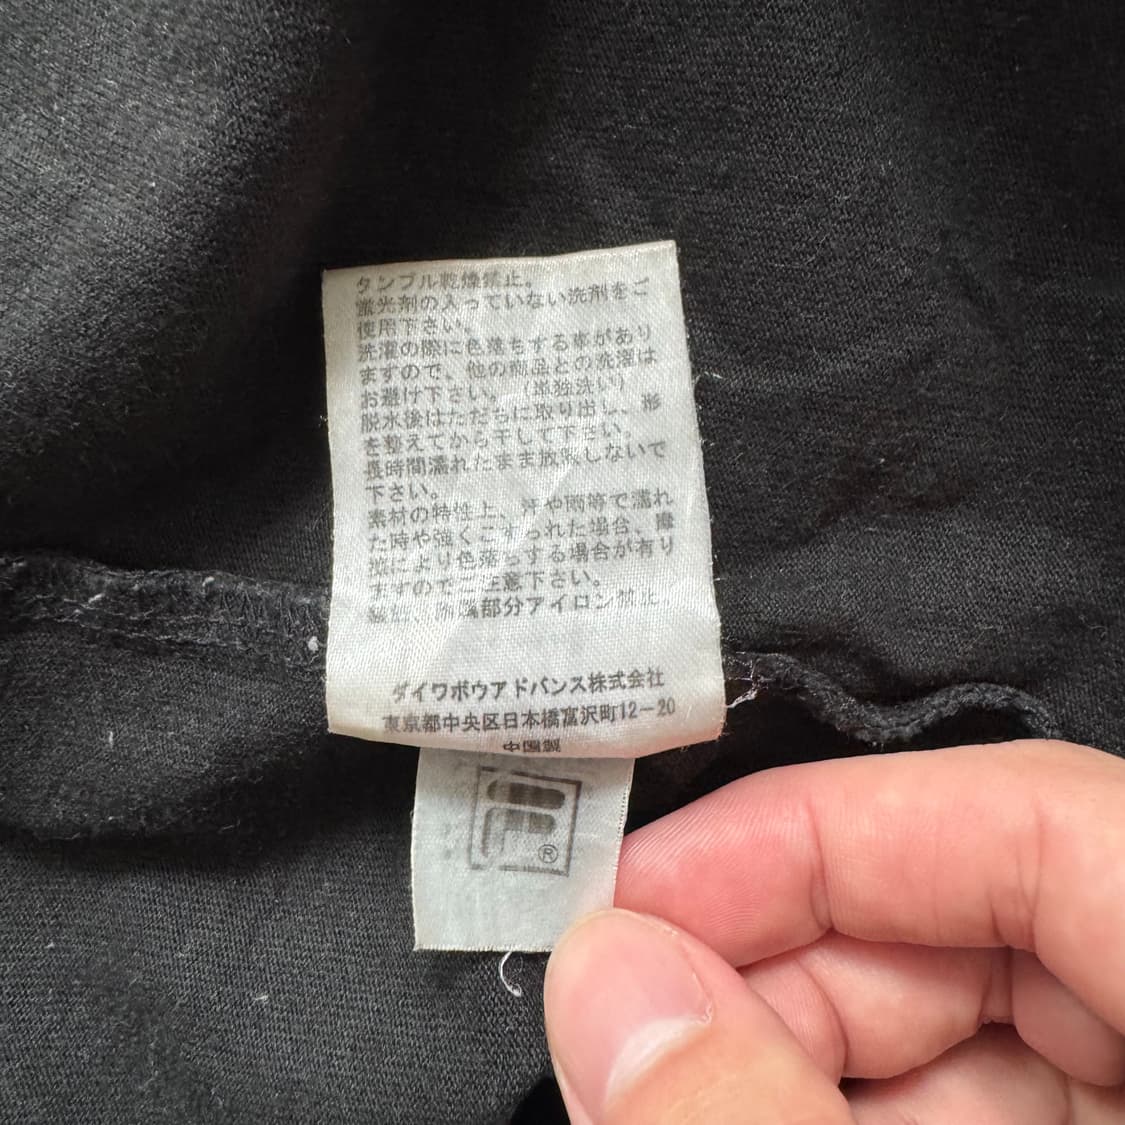 タンブル乾燥禁止。
蛍光剤の入っていない洗剤をご
使用下さい。
洗濯の際に色落ちする事があり
ますので、他の商品との洗濯は
お避け下さい。（単独洗い）
脱水後はただちに取り出し、形
を整えてから干して下さい。
長時間濡れたまま放置しないで
下さい。
素材の特性上、汗や雨等で濡れ
た時や強くこすられた場合、摩
擦により色落ちする場合が有り
ますのでご注意下さい。
部分アイロン禁止。
ダイワボウアドバンス株式会社
東京都中央区日本橋富沢町12－20
中国製
®